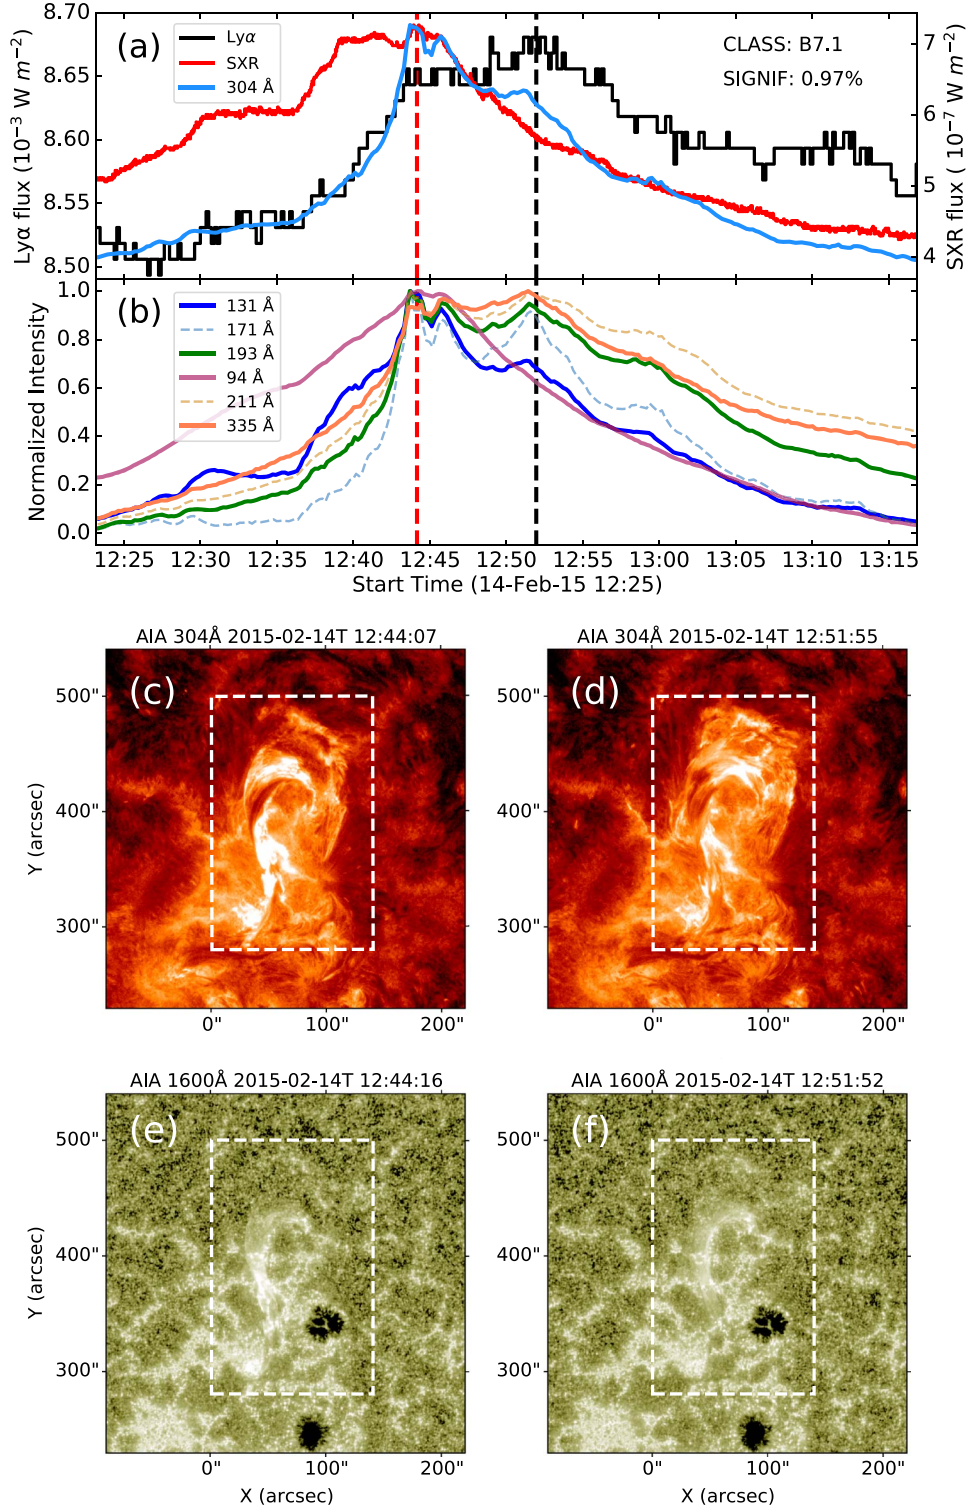 8.70
8.65
8.60
8.55
8.50
Lyα flux (10⁻³ W m⁻²)
(a)
Lyα
SXR
304 Å
CLASS: B7.1
SIGNIF: 0.97%
7
6
5
4
SXR flux ( 10⁻⁷ W m⁻²)
1.0
0.8
0.6
0.4
0.2
0.0
Normalized Intensity
(b)
131 Å
171 Å
193 Å
94 Å
211 Å
335 Å
12:25 12:30 12:35 12:40 12:45 12:50 12:55 13:00 13:05 13:10 13:15
Start Time (14-Feb-15 12:25)
AIA 304Å 2015-02-14T 12:44:07
(c)
500"
400"
300"
Y (arcsec)
0" 100" 200"
AIA 304Å 2015-02-14T 12:51:55
(d)
0" 100" 200"
AIA 1600Å 2015-02-14T 12:44:16
(e)
500"
400"
300"
Y (arcsec)
0" 100" 200"
X (arcsec)
AIA 1600Å 2015-02-14T 12:51:52
(f)
0" 100" 200"
X (arcsec)